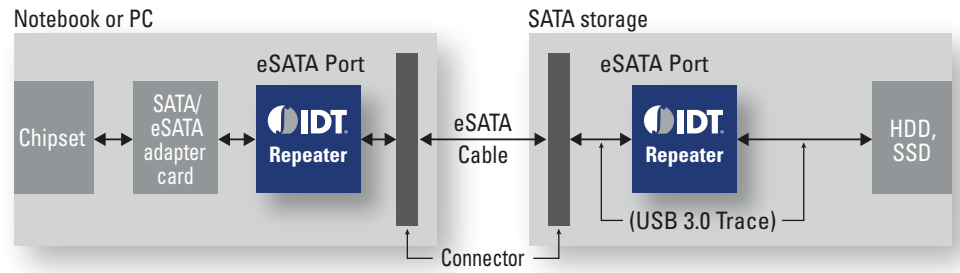 Notebook or PC
SATA storage
eSATA Port
eSATA Port
Chipset
SATA/
eSATA
adapter
card
IDT.
Repeater
eSATA
Cable
IDT.
Repeater
HDD,
SSD
(USB 3.0 Trace)
Connector